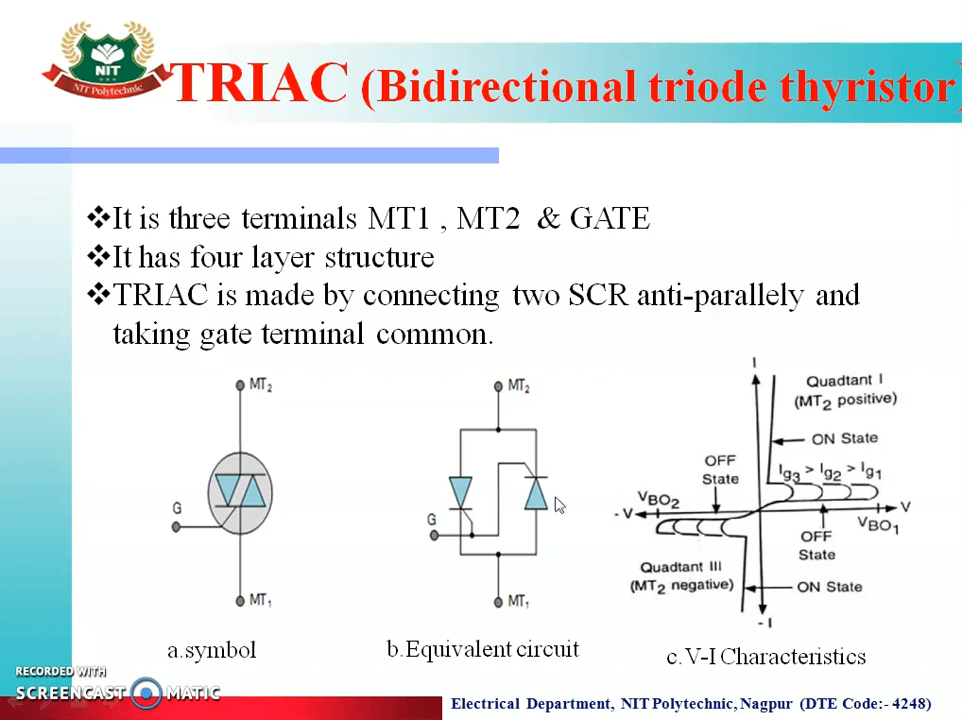 NIT
NIT Polytechnic
TRIAC (Bidirectional triode thyristor)
It is three terminals MT1 , MT2 & GATE
It has four layer structure
TRIAC is made by connecting two SCR anti-parallely and
taking gate terminal common.
MT2
G
MT1
a.symbol
MT2
G
MT1
b.Equivalent circuit
I
Quadtant I
(MT2 positive)
ON State
OFF
State
Ig3 > Ig2 > Ig1
VBO2
- V
V
VBO1
OFF
State
Quadtant III
(MT2 negative)
ON State
- I
c.V-I Characteristics
RECORDED WITH
SCREENCAST MATIC
Electrical Department, NIT Polytechnic, Nagpur (DTE Code:- 4248)